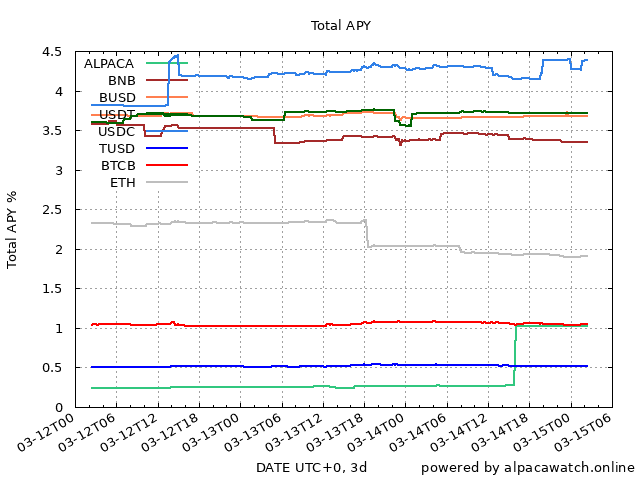 Total APY
Total APY %
4.5
4
3.5
3
2.5
2
1.5
1
0.5
0
ALPACA
BNB
BUSD
USDT
USDC
TUSD
BTCB
ETH
03-12T00
03-12T06
03-12T12
03-12T18
03-13T00
03-13T06
03-13T12
03-13T18
03-14T00
03-14T06
03-14T12
03-14T18
03-15T00
03-15T06
DATE UTC+0, 3d
powered by alpacawatch.online